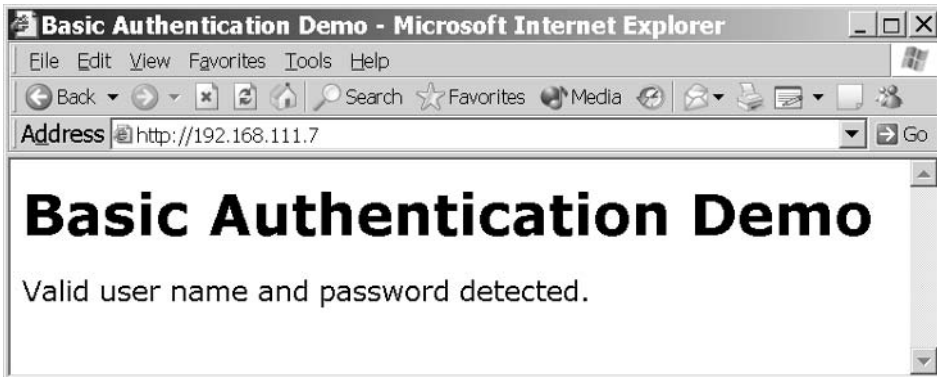 Basic Authentication Demo - Microsoft Internet Explorer
File Edit View Favorites Tools Help
Back Search Favorites Media
Address http://192.168.111.7 Go
Basic Authentication Demo
Valid user name and password detected.